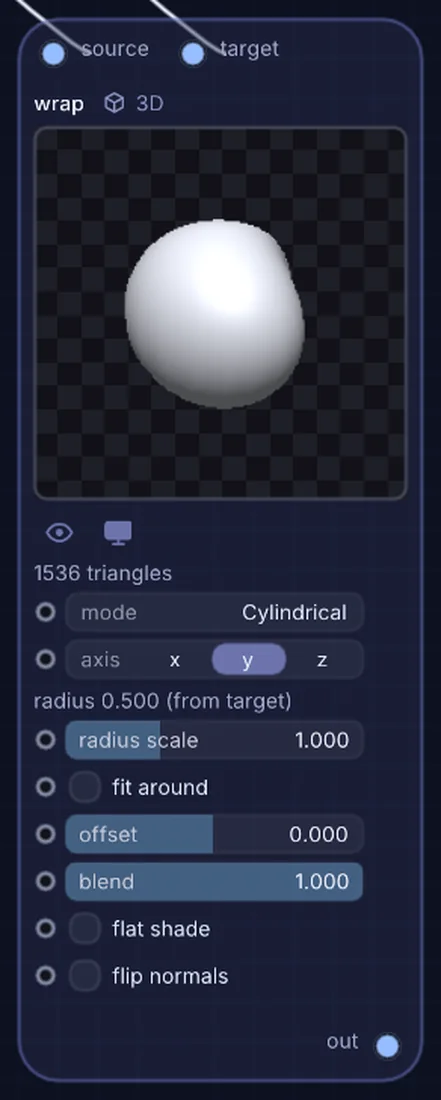 source target
wrap 3D
1536 triangles
mode Cylindrical
axis x y z
radius 0.500 (from target)
radius scale 1.000
fit around
offset 0.000
blend 1.000
flat shade
flip normals
out